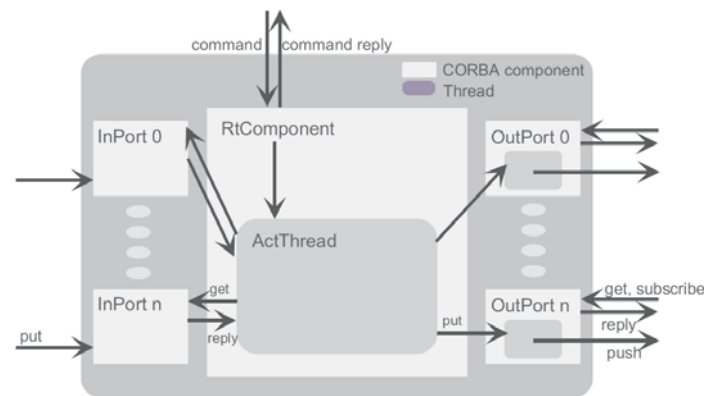 command
command reply
CORBA component
Thread
InPort 0
RtComponent
OutPort 0
ActThread
InPort n
get
reply
put
put
OutPort n
get, subscribe
reply
push